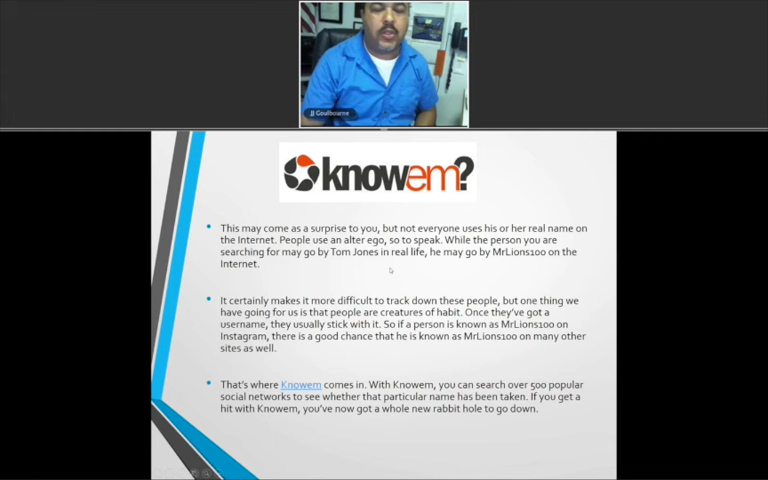 JJ Coulbourne
knowem?
This may come as a surprise to you, but not everyone uses his or her real name on
the Internet. People use an alter ego, so to speak. While the person you are
searching for may go by Tom Jones in real life, he may go by MrLions100 on the
Internet.
It certainly makes it more difficult to track down these people, but one thing we
have going for us is that people are creatures of habit. Once they've got a
username, they usually stick with it. So if a person is known as MrLions100 on
Instagram, there is a good chance that he is known as MrLions100 on many other
sites as well.
That's where Knowem comes in. With Knowem, you can search over 500 popular
social networks to see whether that particular name has been taken. If you get a
hit with Knowem, you've now got a whole new rabbit hole to go down.